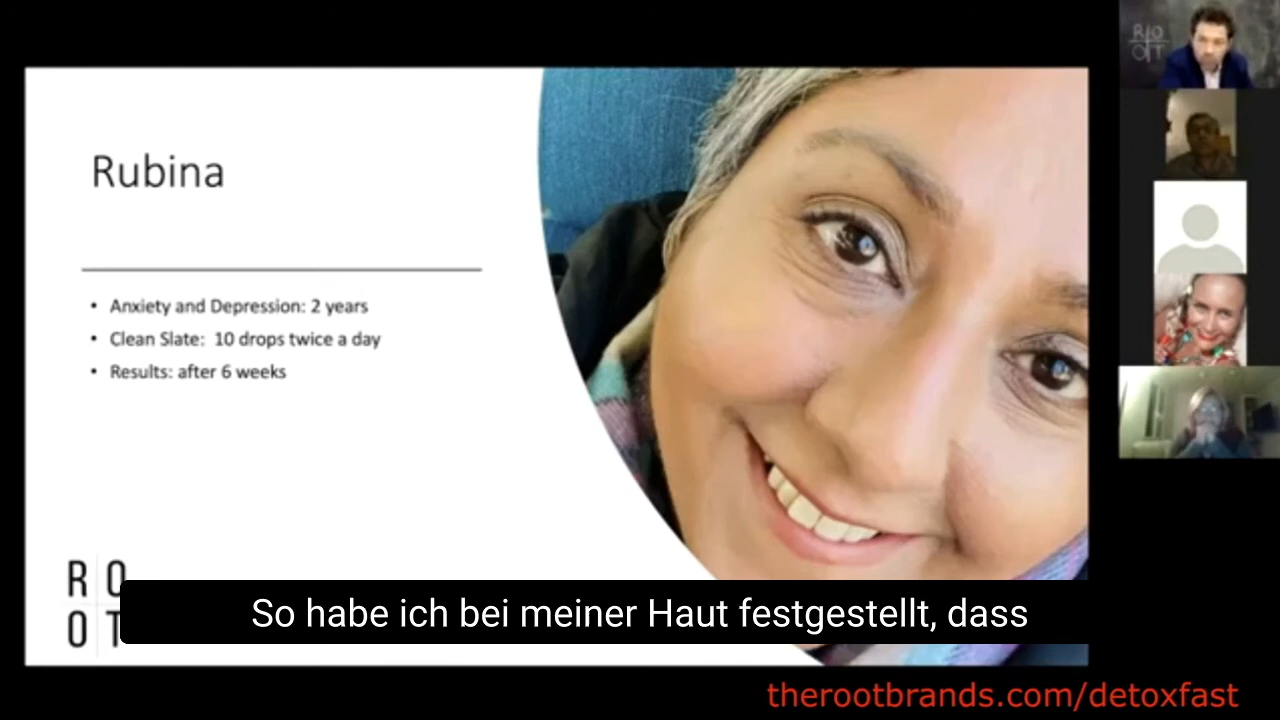 Rubina
• Anxiety and Depression: 2 years
• Clean Slate: 10 drops twice a day
• Results: after 6 weeks
R O
O T
R O
O T
So habe ich bei meiner Haut festgestellt, dass
therootbrands.com/detoxfast